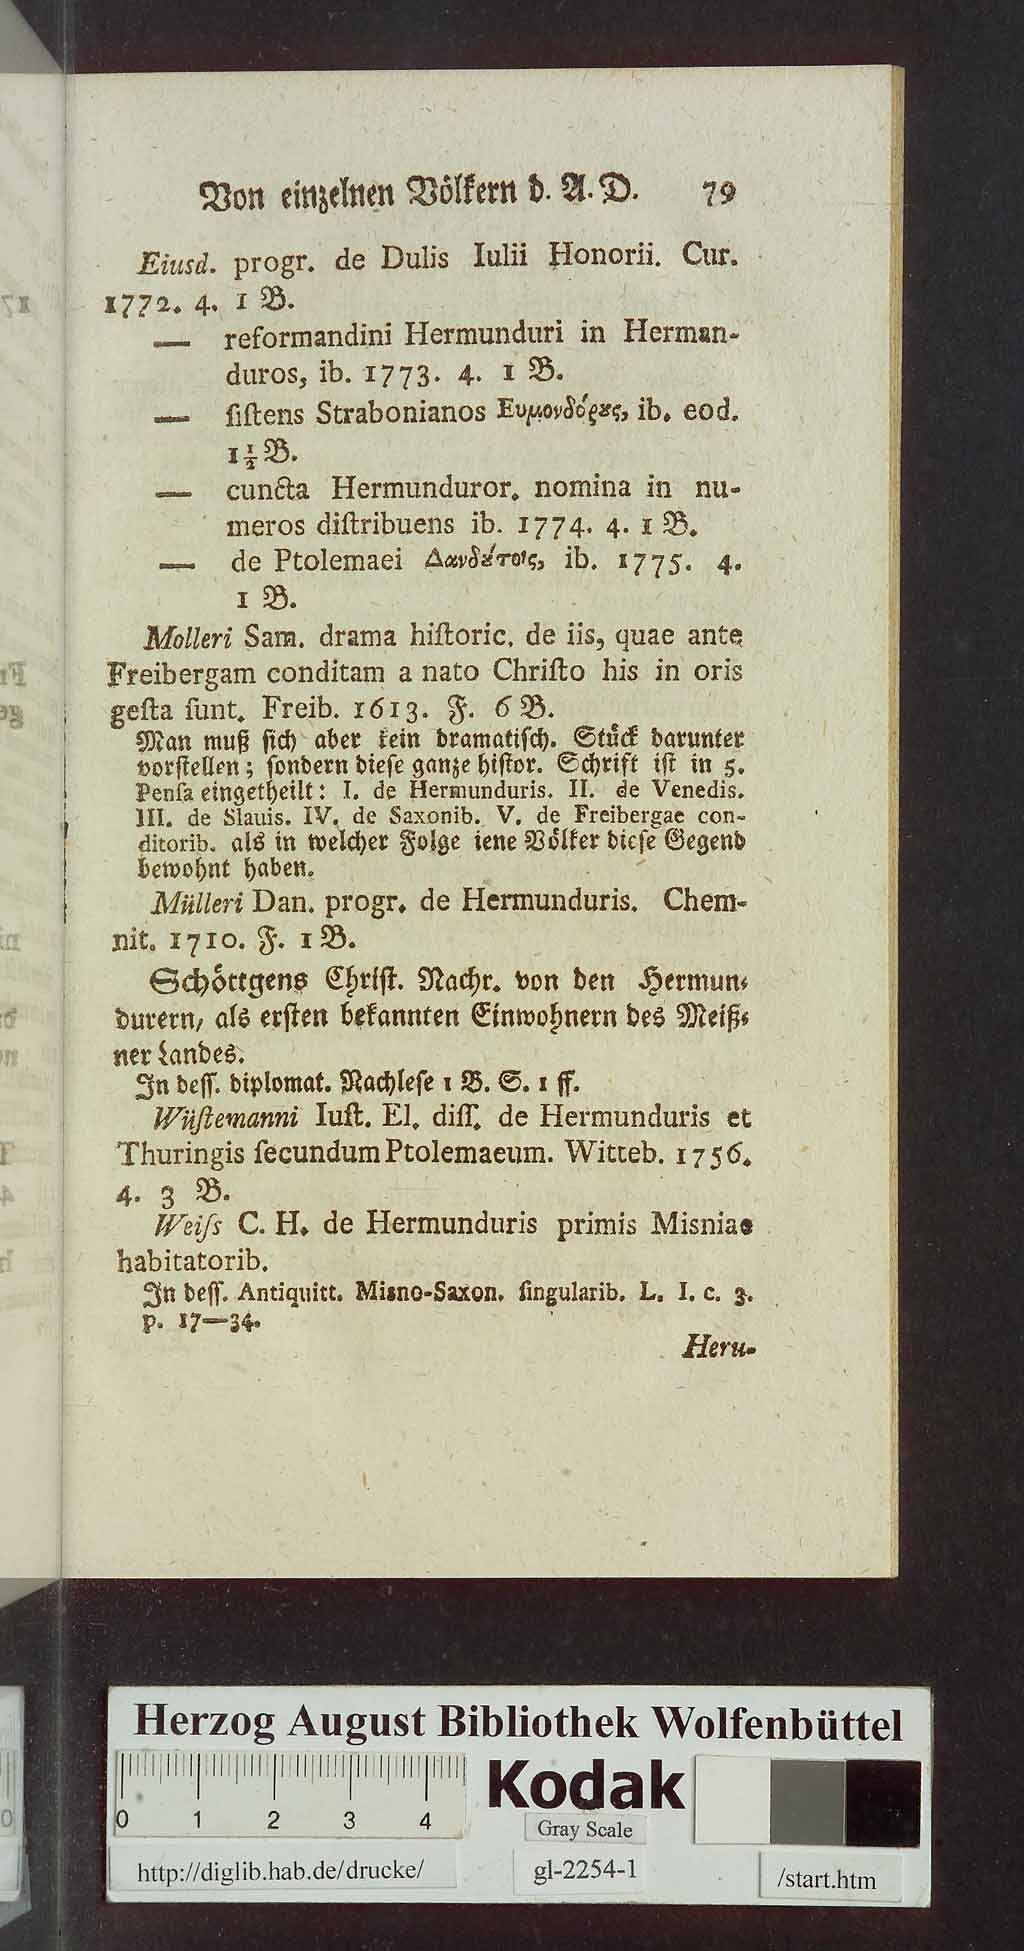 Von einzelnen Völkern d. A. D. 79
Eiusd. progr. de Dulis Iulii Honorii. Cur.
1772. 4. 1 B.
— reformandini Hermunduri in Herman-
duros, ib. 1773. 4. 1 B.
— ſiſtens Strabonianos Ευμονδόρȣς, ib. eod.
1½ B.
— cuncta Hermunduror. nomina in nu-
meros diſtribuens ib. 1774. 4. 1 B.
— de Ptolemaei Δανδȣ́τοις, ib. 1775. 4.
1 B.
Molleri Sam. drama hiſtoric. de iis, quae ante
Freibergam conditam a nato Chriſto his in oris
geſta ſunt. Freib. 1613. F. 6 B.
Man muß ſich aber kein dramatiſch. Stück darunter
vorſtellen; ſondern dieſe ganze hiſtor. Schrift iſt in 5.
Penſa eingetheilt: I. de Hermunduris. II. de Venedis.
III. de Slauis. IV. de Saxonib. V. de Freibergae con-
ditorib. als in welcher Folge iene Völker dieſe Gegend
bewohnt haben.
Mülleri Dan. progr. de Hermunduris. Chem-
nit. 1710. F. 1 B.
Schöttgens Chriſt. Nachr. von den Hermun-
durern, als erſten bekannten Einwohnern des Meiß-
ner Landes.
In deſſ. diplomat. Nachleſe 1 B. S. 1 ff.
Wüſtemanni Iuſt. El. diſſ. de Hermunduris et
Thuringis ſecundum Ptolemaeum. Witteb. 1756.
4. 3 B.
Weiſs C. H. de Hermunduris primis Misniae
habitatorib.
In deſſ. Antiquitt. Misno-Saxon. ſingularib. L. I. c. 3.
p. 17—34.
Heru-
Herzog August Bibliothek Wolfenbüttel
0 1 2 3 4
Kodak
Gray Scale
http://diglib.hab.de/drucke/ gl-2254-1 /start.htm